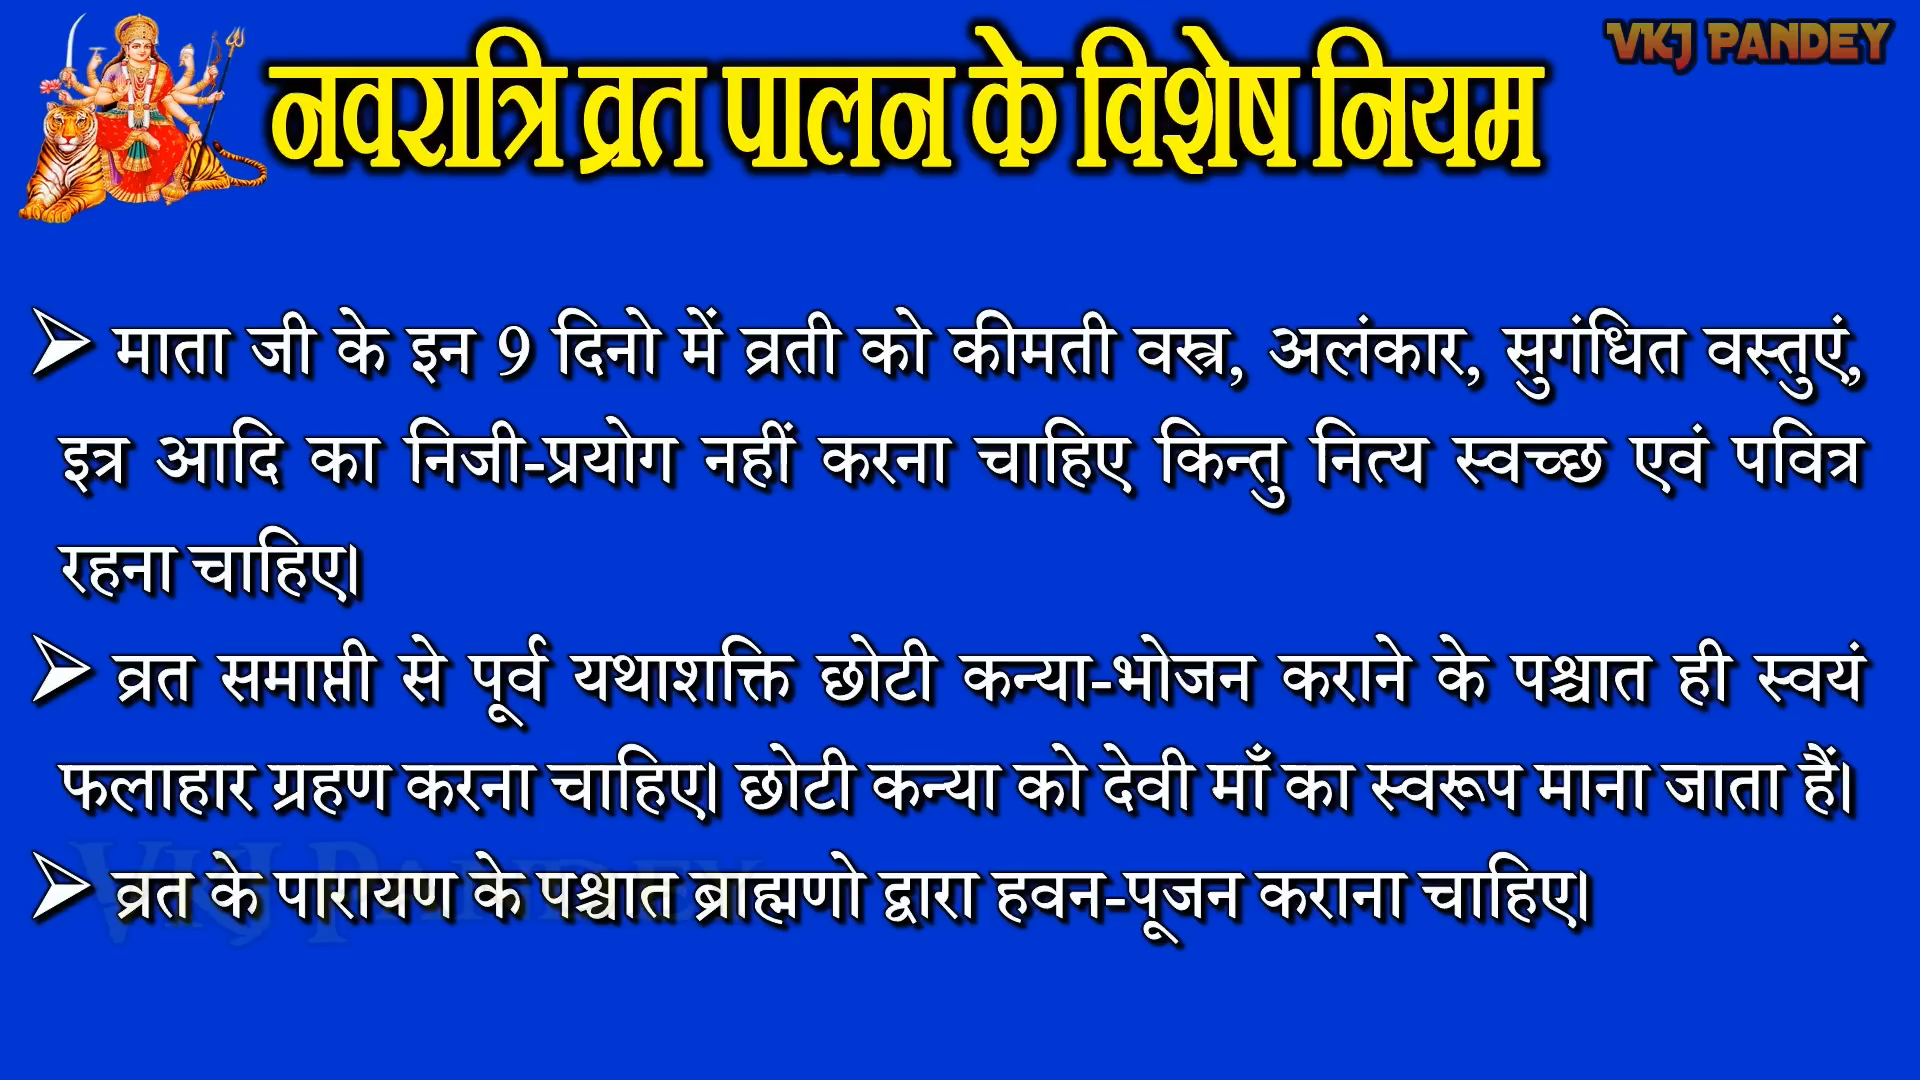 नवरात्रि व्रत पालन के विशेष नियम
VKJ PANDEY
➢ माता जी के इन 9 दिनो में व्रती को कीमती वस्त्र, अलंकार, सुगंधित वस्तुएं,
इत्र आदि का निजी-प्रयोग नहीं करना चाहिए किन्तु नित्य स्वच्छ एवं पवित्र
रहना चाहिए।
➢ व्रत समाप्ती से पूर्व यथाशक्ति छोटी कन्या-भोजन कराने के पश्चात ही स्वयं
फलाहार ग्रहण करना चाहिए। छोटी कन्या को देवी माँ का स्वरूप माना जाता हैं।
➢ व्रत के पारायण के पश्चात ब्राह्मणो द्वारा हवन-पूजन कराना चाहिए।
VKJ PANDEY